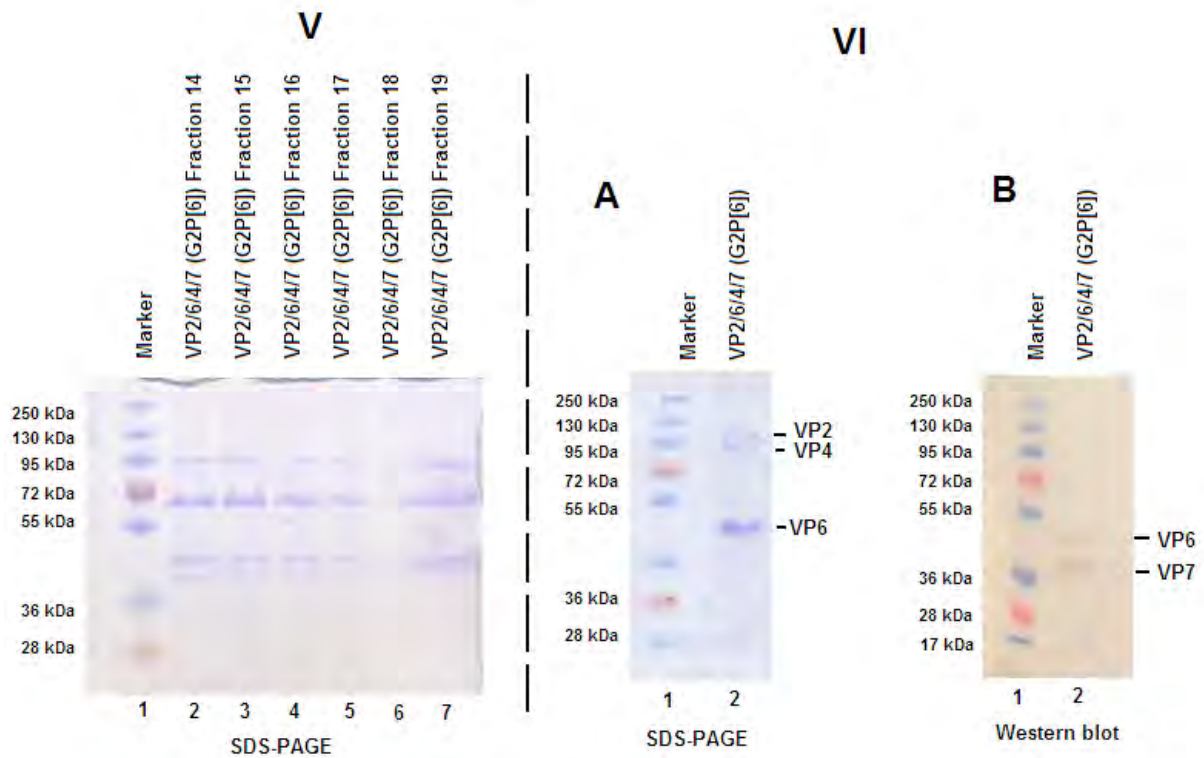 V
VI
Marker
VP2/6/4/7 (G2P[6]) Fraction 14
VP2/6/4/7 (G2P[6]) Fraction 15
VP2/6/4/7 (G2P[6]) Fraction 16
VP2/6/4/7 (G2P[6]) Fraction 17
VP2/6/4/7 (G2P[6]) Fraction 18
VP2/6/4/7 (G2P[6]) Fraction 19
250 kDa
130 kDa
95 kDa
72 kDa
55 kDa
36 kDa
28 kDa
1 2 3 4 5 6 7
SDS-PAGE
A
Marker
VP2/6/4/7 (G2P[6])
250 kDa
130 kDa
95 kDa
72 kDa
55 kDa
36 kDa
28 kDa
VP2
VP4
VP6
1 2
SDS-PAGE
B
Marker
VP2/6/4/7 (G2P[6])
250 kDa
130 kDa
95 kDa
72 kDa
55 kDa
36 kDa
28 kDa
17 kDa
VP6
VP7
1 2
Western blot